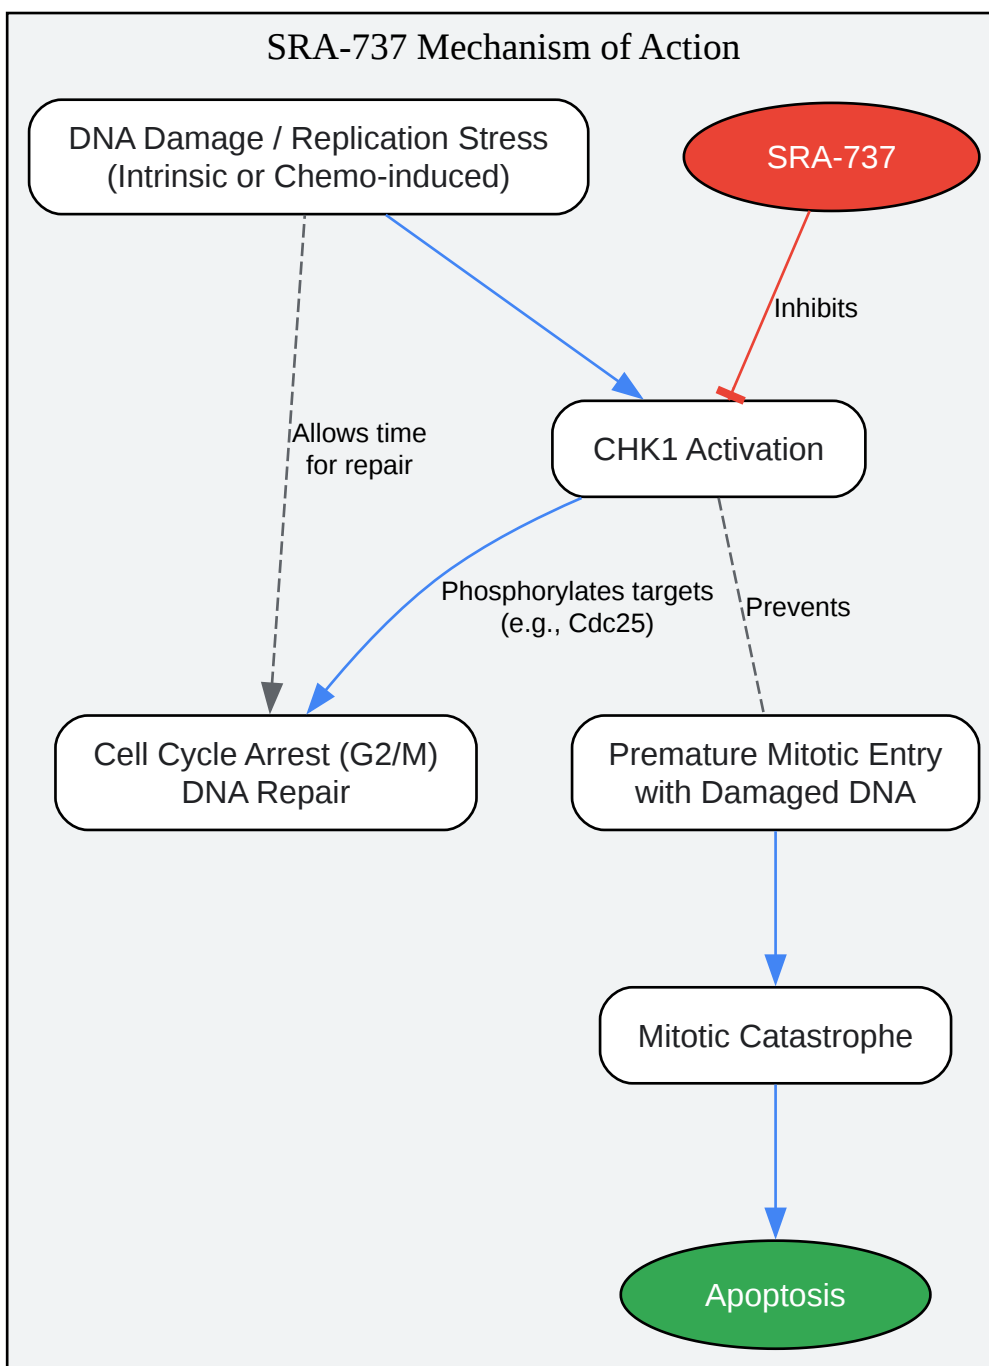 SRA-737 Mechanism of Action
DNA Damage / Replication Stress
(Intrinsic or Chemo-induced)
SRA-737
Inhibits
Allows time
for repair
CHK1 Activation
Phosphorylates targets
(e.g., Cdc25)
Prevents
Cell Cycle Arrest (G2/M)
DNA Repair
Premature Mitotic Entry
with Damaged DNA
Mitotic Catastrophe
Apoptosis